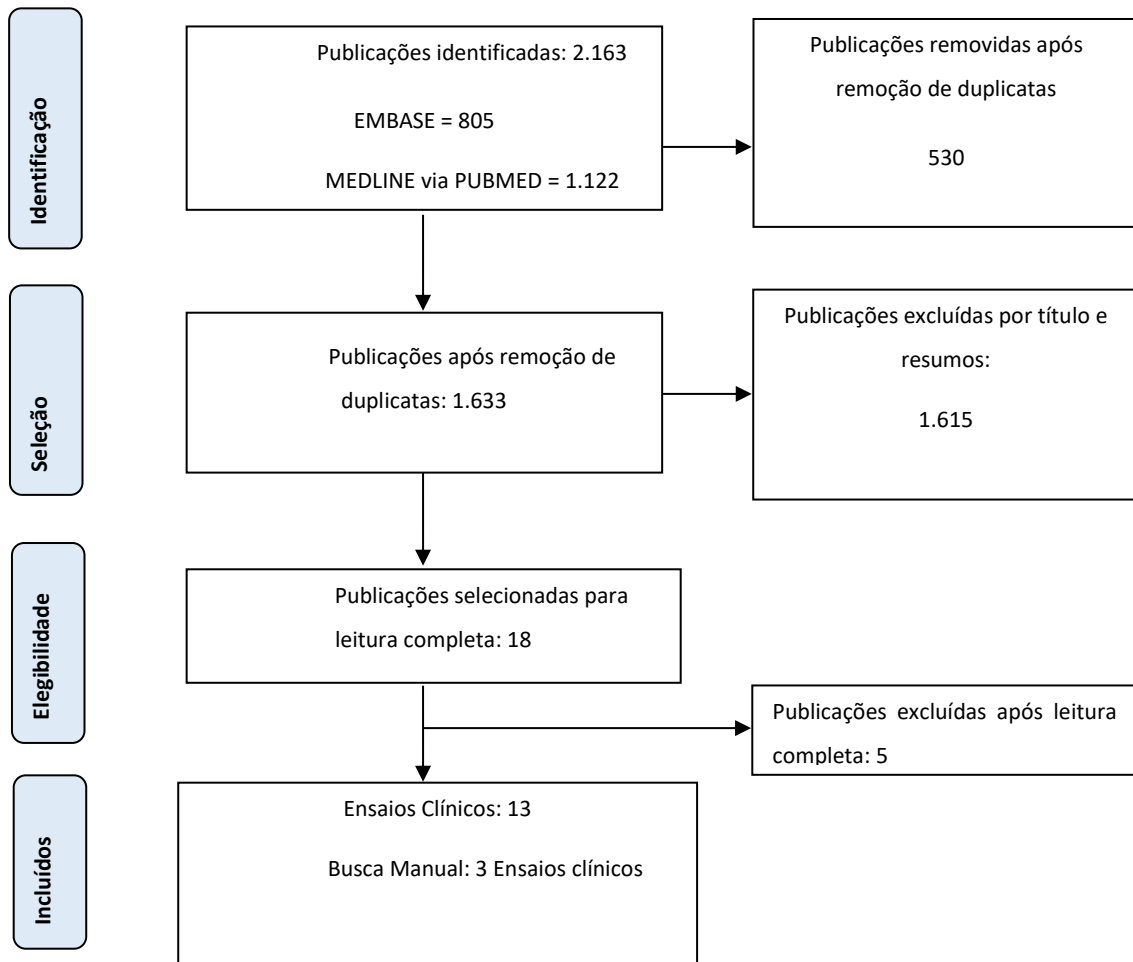 Identificação
Publicações identificadas: 2.163
EMBASE = 805
MEDLINE via PUBMED = 1.122
Publicações removidas após
remoção de duplicatas
530
Seleção
Publicações após remoção de
duplicatas: 1.633
Publicações excluídas por título e
resumos:
1.615
Elegibilidade
Publicações selecionadas para
leitura completa: 18
Publicações excluídas após leitura
completa: 5
Incluídos
Ensaios Clínicos: 13
Busca Manual: 3 Ensaios clínicos